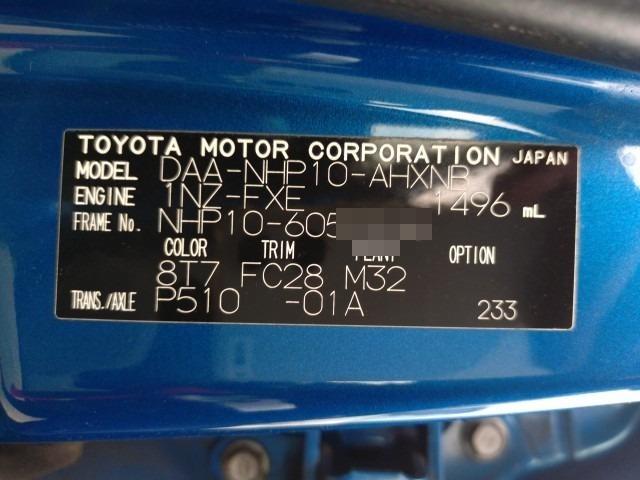 TOYOTA MOTOR CORPORATION JAPAN
MODEL DAA-NHP10-AHXNB
ENGINE 1NZ-FXE 1496 mL
FRAME No. NHP10-605
COLOR TRIM PLANT OPTION
8T7 FC28 M32
TRANS./AXLE P510 -01A 233